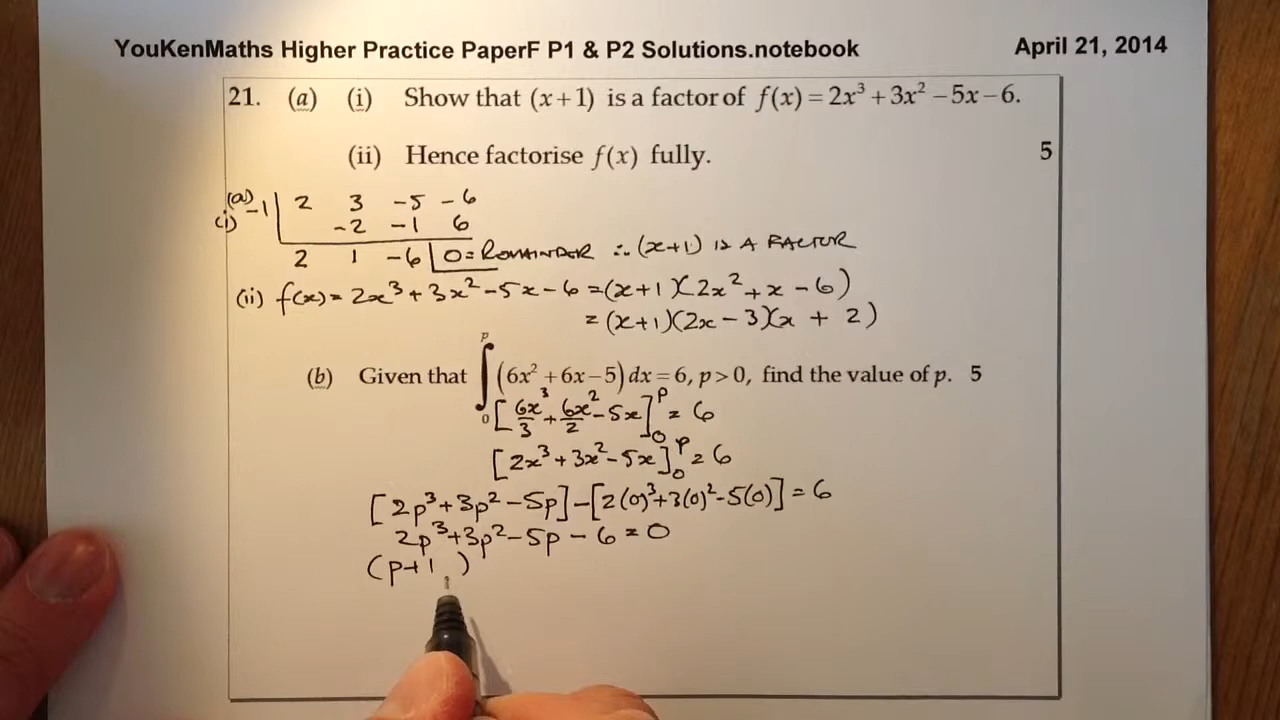 YouKenMaths Higher Practice PaperF P1 & P2 Solutions.notebook April 21, 2014
21. (a) (i) Show that (x+1) is a factor of f(x) = 2x³ + 3x² − 5x − 6.
(ii) Hence factorise f(x) fully. 5
(a) (i) −1 | 2 3 −5 −6
−2 −1 6
2 1 −6 | 0 = REMAINDER ∴ (x+1) IS A FACTOR
(ii) f(x) = 2x³ + 3x² − 5x − 6 = (x+1)(2x² + x − 6)
= (x+1)(2x − 3)(x + 2)
(b) Given that ∫₀ᵖ (6x² + 6x − 5) dx = 6, p > 0, find the value of p. 5
[6x³/3 + 6x²/2 − 5x]₀ᵖ = 6
[2x³ + 3x² − 5x]₀ᵖ = 6
[2p³ + 3p² − 5p] − [2(0)³ + 3(0)² − 5(0)] = 6
2p³ + 3p² − 5p − 6 = 0
(p+1 )